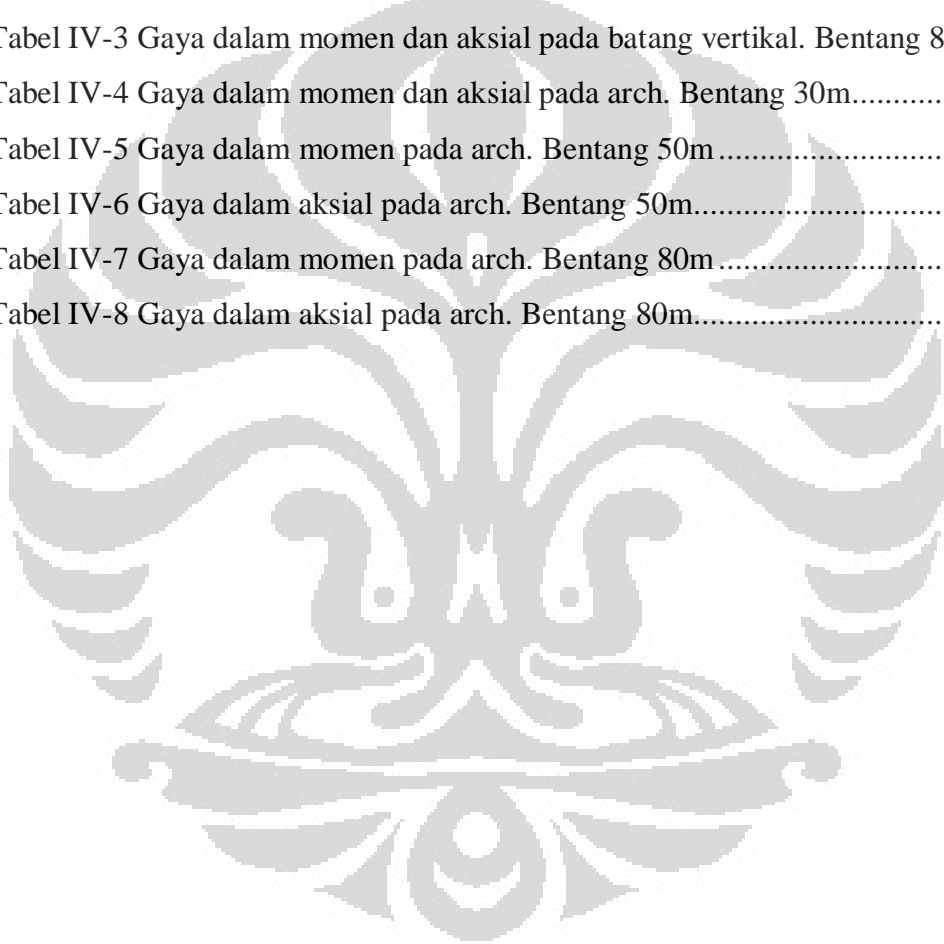 Tabel IV-3 Gaya dalam momen dan aksial pada batang vertikal. Bentang 8
Tabel IV-4 Gaya dalam momen dan aksial pada arch. Bentang 30m...........
Tabel IV-5 Gaya dalam momen pada arch. Bentang 50m...........................
Tabel IV-6 Gaya dalam aksial pada arch. Bentang 50m..............................
Tabel IV-7 Gaya dalam momen pada arch. Bentang 80m...........................
Tabel IV-8 Gaya dalam aksial pada arch. Bentang 80m..............................